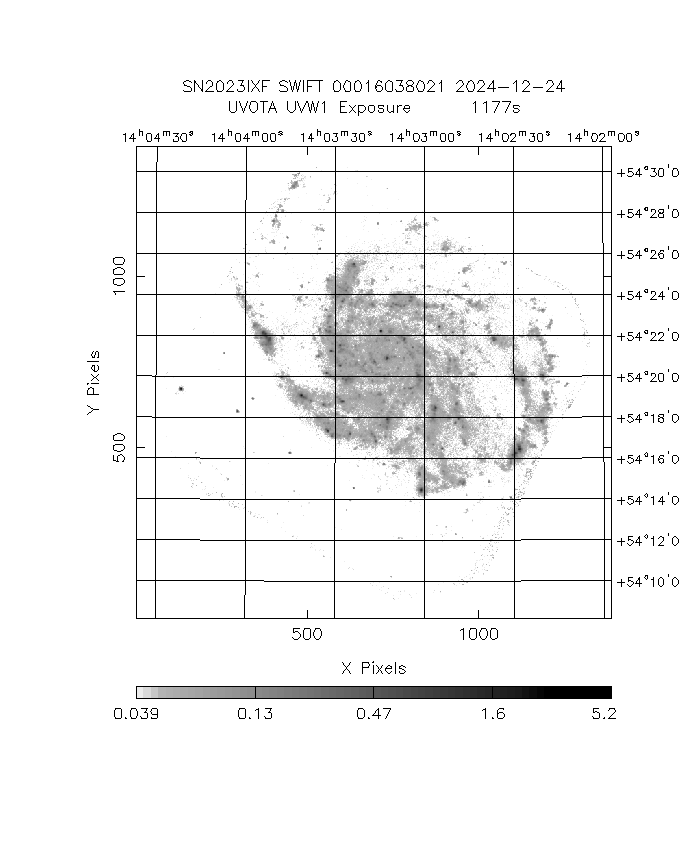 SN2023IXF SWIFT 00016038021 2024-12-24
UVOTA UVW1 Exposure 1177s
14h04m30s 14h04m00s 14h03m30s 14h03m00s 14h02m30s 14h02m00s
+54°30'0
+54°28'0
+54°26'0
1000
+54°24'0
+54°22'0
Y Pixels
+54°20'0
+54°18'0
500
+54°16'0
+54°14'0
+54°12'0
+54°10'0
500 1000
X Pixels
0.039 0.13 0.47 1.6 5.2